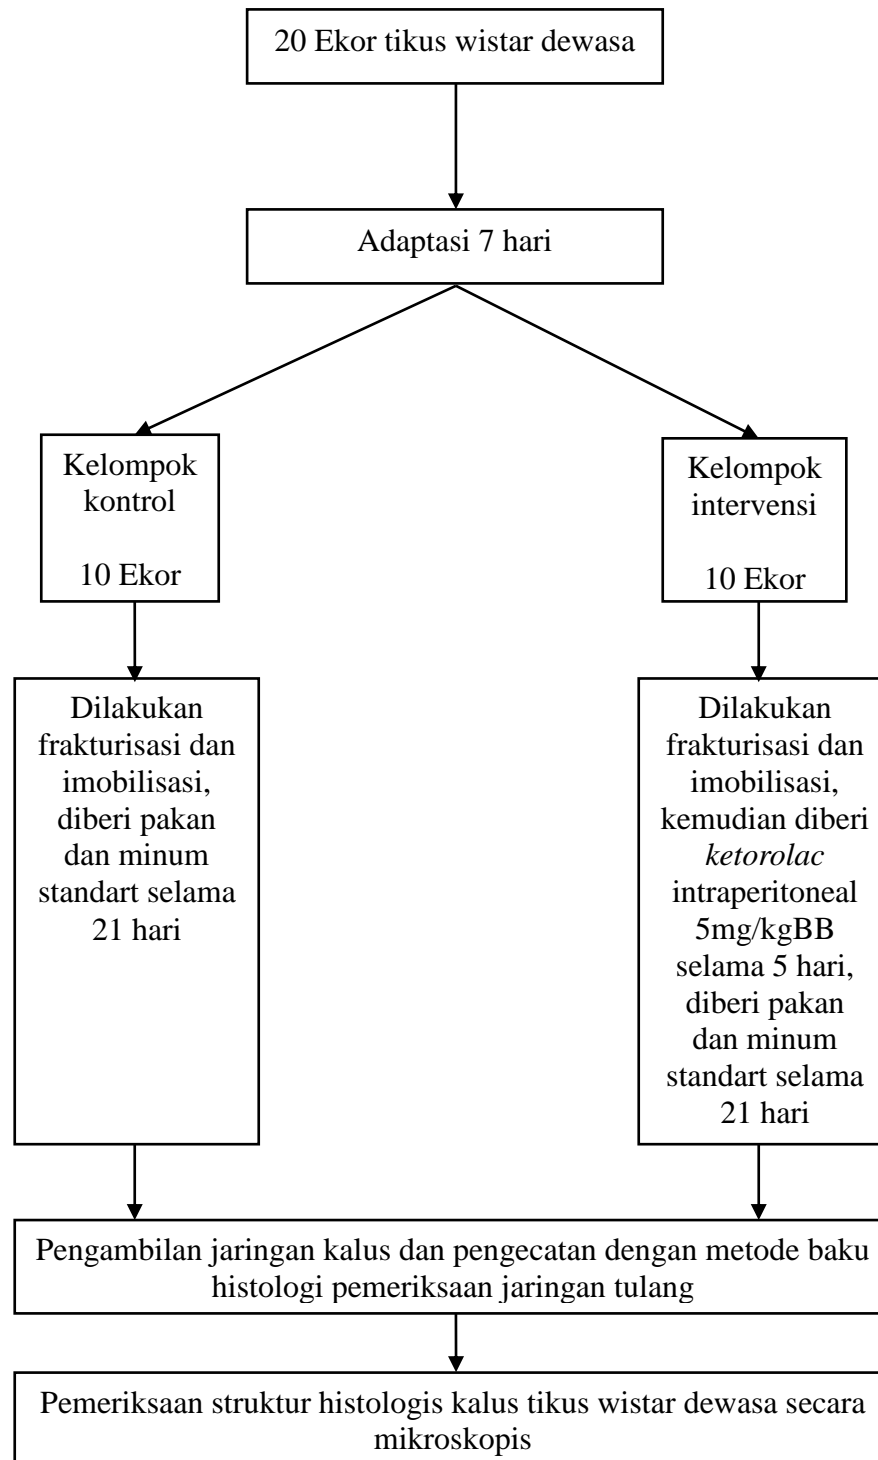 20 Ekor tikus wistar dewasa
Adaptasi 7 hari
Kelompok
kontrol
10 Ekor
Kelompok
intervensi
10 Ekor
Dilakukan
frakturisasi dan
imobilisasi,
diberi pakan
dan minum
standart selama
21 hari
Dilakukan
frakturisasi dan
imobilisasi,
kemudian diberi
ketorolac
intraperitoneal
5mg/kgBB
selama 5 hari,
diberi pakan
dan minum
standart selama
21 hari
Pengambilan jaringan kalus dan pengecatan dengan metode baku
histologi pemeriksaan jaringan tulang
Pemeriksaan struktur histologis kalus tikus wistar dewasa secara
mikroskopis